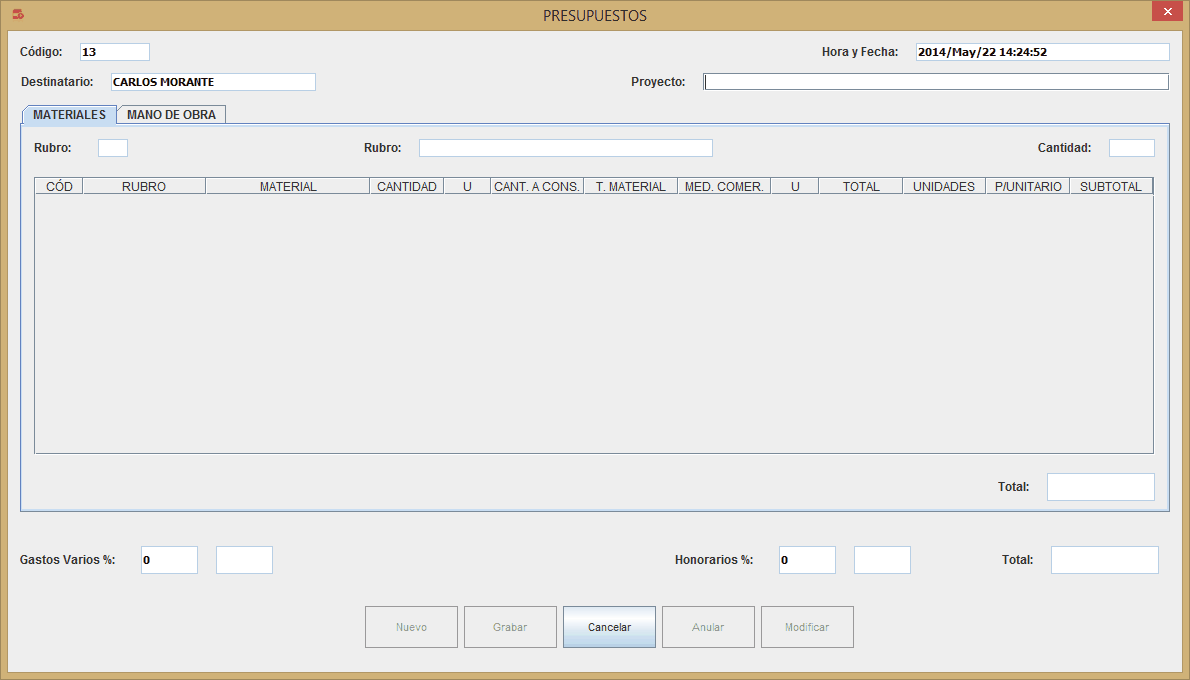 PRESUPUESTOS
Código: 13 Hora y Fecha: 2014/May/22 14:24:52
Destinatario: CARLOS MORANTE Proyecto:
MATERIALES MANO DE OBRA
Rubro: Rubro: Cantidad:
CÓD RUBRO MATERIAL CANTIDAD U CANT. A CONS. T. MATERIAL MED. COMER. U TOTAL UNIDADES P/UNITARIO SUBTOTAL
Total:
Gastos Varios %: 0 Honorarios %: 0 Total:
Nuevo Grabar Cancelar Anular Modificar